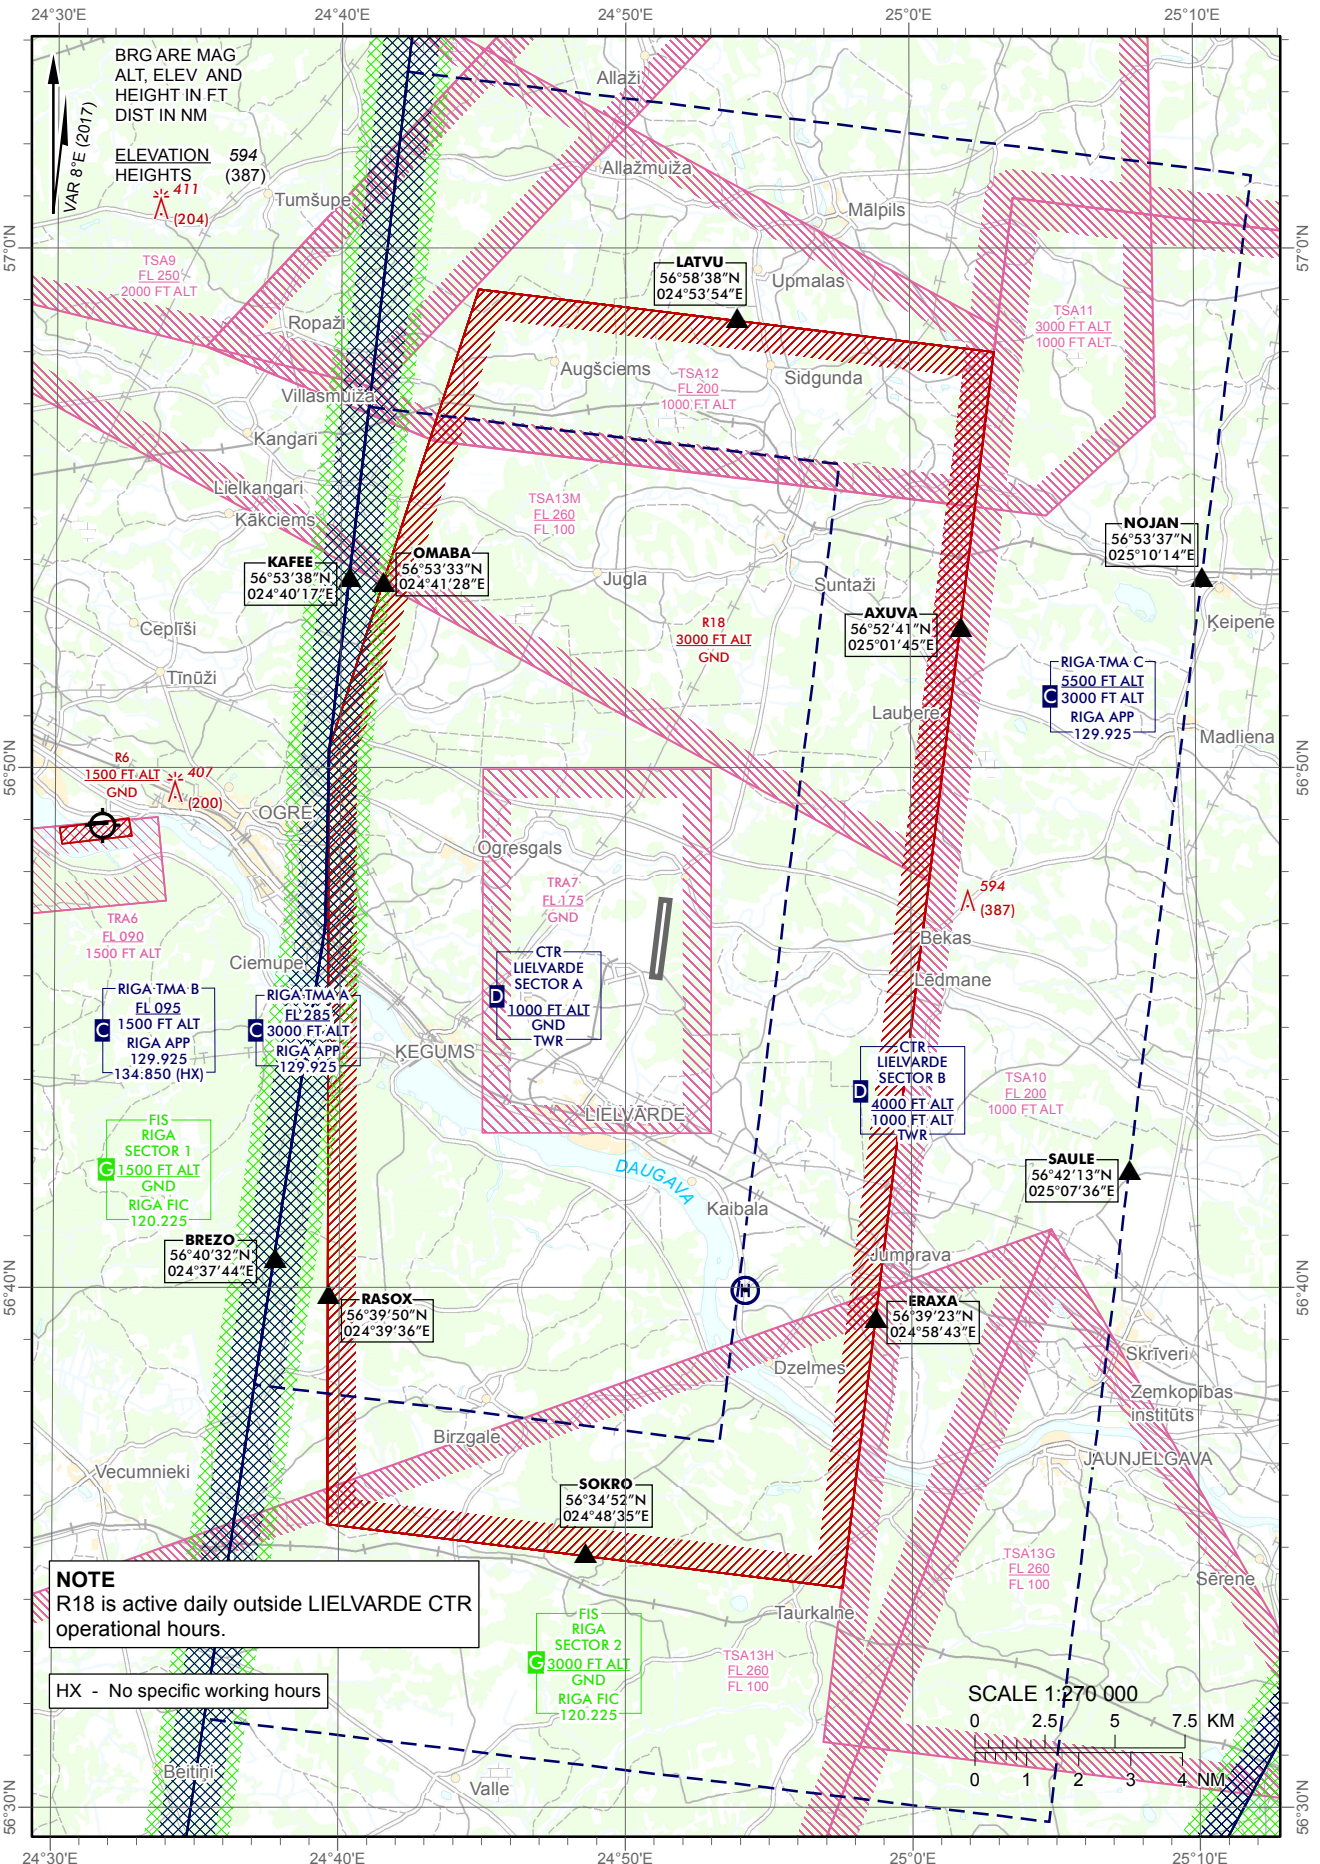 24°30'E
24°40'E
24°50'E
25°0'E
25°10'E
BRG ARE MAG
ALT, ELEV AND
HEIGHT IN FT
DIST IN NM
VAR 8°E (2017)
ELEVATION 594
HEIGHTS (387)
411
(204)
Tumšupe
Allaži
Allažmuiža
Mālpils
57°0'N
57°0'N
TSA9
FL 250
2000 FT ALT
LATVU
56°58'38"N
024°53'54"E
Upmalas
Ropaži
TSA11
3000 FT ALT
1000 FT ALT
Augšciems
TSA12
FL 200
1000 FT ALT
Sidgunda
Villasmuiža
Kangari
Lielkangari
Kākciems
TSA13M
FL 260
FL 100
NOJAN
56°53'37"N
025°10'14"E
KAFEE
56°53'38"N
024°40'17"E
OMABA
56°53'33"N
024°41'28"E
Jugla
Suntaži
Ķeipene
Ceplīši
R18
3000 FT ALT
GND
AXUVA
56°52'41"N
025°01'45"E
Tīnūži
RIGA TMA C
5500 FT ALT
C 3000 FT ALT
RIGA APP
129.925
Laubere
Madliena
56°50'N
56°50'N
R6
1500 FT ALT
GND
407
(200)
OGRE
Ogresgals
TRA7
FL 175
GND
594
(387)
TRA6
FL 090
1500 FT ALT
Bekas
Ciemupe
CTR
LIELVARDE
SECTOR A
D
1000 FT ALT
GND
TWR
Lēdmane
RIGA TMA B
FL 095
1500 FT ALT
C
RIGA APP
129.925
134.850 (HX)
RIGA TMA A
FL 285
C 3000 FT ALT
RIGA APP
129.925
ĶEGUMS
CTR
LIELVARDE
SECTOR B
D
4000 FT ALT
1000 FT ALT
TWR
TSA10
FL 200
1000 FT ALT
LIELVĀRDE
FIS
RIGA
SECTOR 1
G 1500 FT ALT
GND
RIGA FIC
120.225
DAUGAVA
SAULE
56°42'13"N
025°07'36"E
Kaibala
BREZO
56°40'32"N
024°37'44"E
Jumprava
56°40'N
56°40'N
H
RASOX
56°39'50"N
024°39'36"E
ERAXA
56°39'23"N
024°58'43"E
Skrīveri
Dzelmes
Zemkopības
institūts
Birzgale
JAUNJELGAVA
Vecumnieki
SOKRO
56°34'52"N
024°48'35"E
TSA13G
FL 260
FL 100
Sērene
NOTE
R18 is active daily outside LIELVARDE CTR
operational hours.
Taurkalne
FIS
RIGA
SECTOR 2
G 3000 FT ALT
GND
RIGA FIC
120.225
TSA13H
FL 260
FL 100
HX - No specific working hours
SCALE 1:270 000
0 2.5 5 7.5 KM
0 1 2 3 4 NM
Beitiņi
Valle
56°30'N
56°30'N
24°30'E
24°40'E
24°50'E
25°0'E
25°10'E